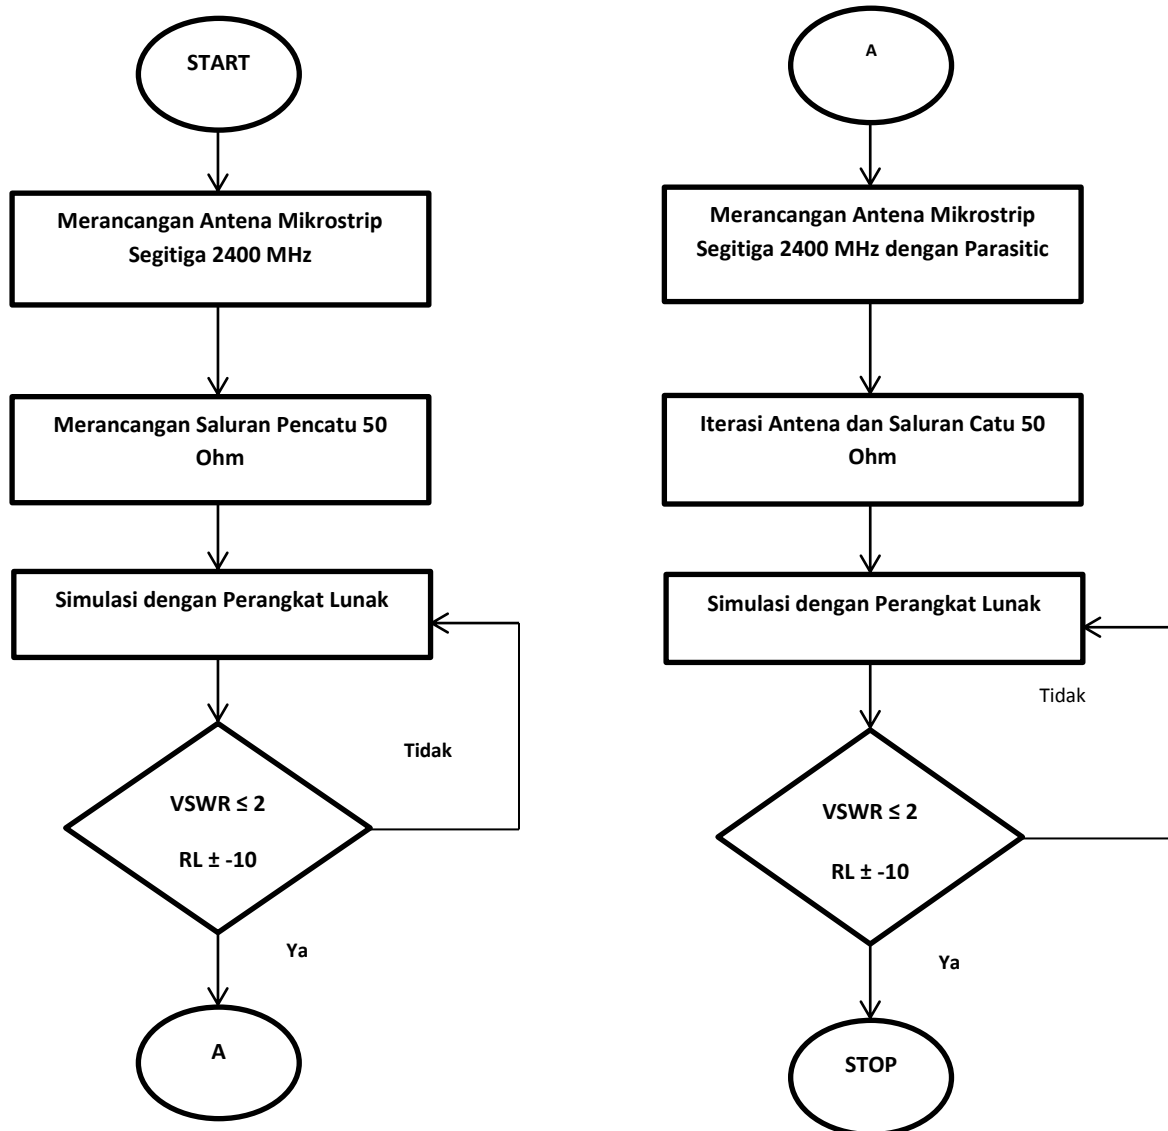 START
Merancangan Antena Mikrostrip
Segitiga 2400 MHz
Merancangan Saluran Pencatu 50
Ohm
Simulasi dengan Perangkat Lunak
Tidak
VSWR ≤ 2
RL ± -10
Ya
A
A
Merancangan Antena Mikrostrip
Segitiga 2400 MHz dengan Parasitic
Iterasi Antena dan Saluran Catu 50
Ohm
Simulasi dengan Perangkat Lunak
Tidak
VSWR ≤ 2
RL ± -10
Ya
STOP